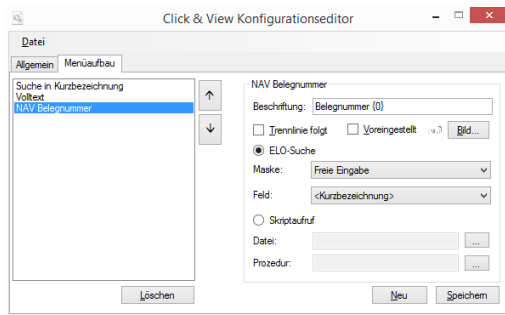 Click & View Konfigurationseditor
Datei
Allgemein Menüaufbau
Suche in Kurzbezeichnung
Volltext
NAV Belegnummer
NAV Belegnummer
Beschriftung: Belegnummer {0}
Trennlinie folgt Voreingestellt Bild...
ELO-Suche
Maske: Freie Eingabe
Feld: <Kurzbezeichnung>
Skriptaufruf
Datei: ...
Prozedur: ...
Löschen Neu Speichern